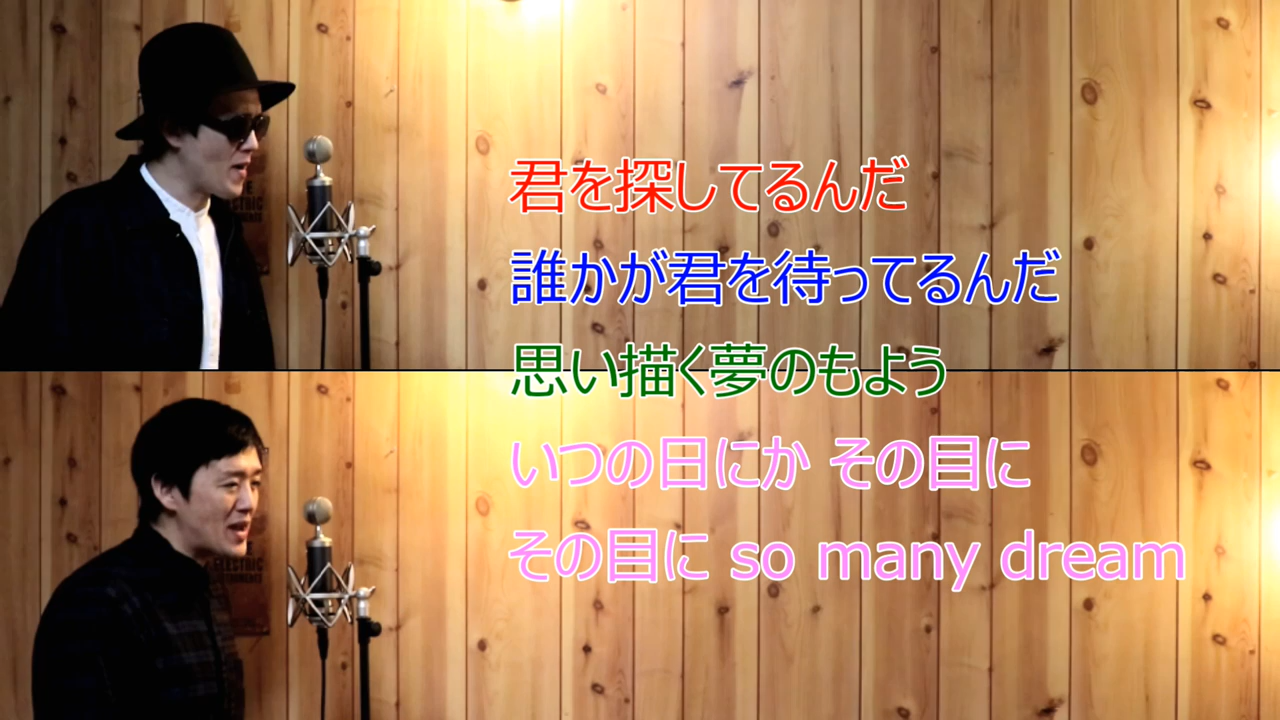 君を探してるんだ
誰かが君を待ってるんだ
思い描く夢のもよう
いつの日にか その目に
その目に so many dream
ELECTRIC